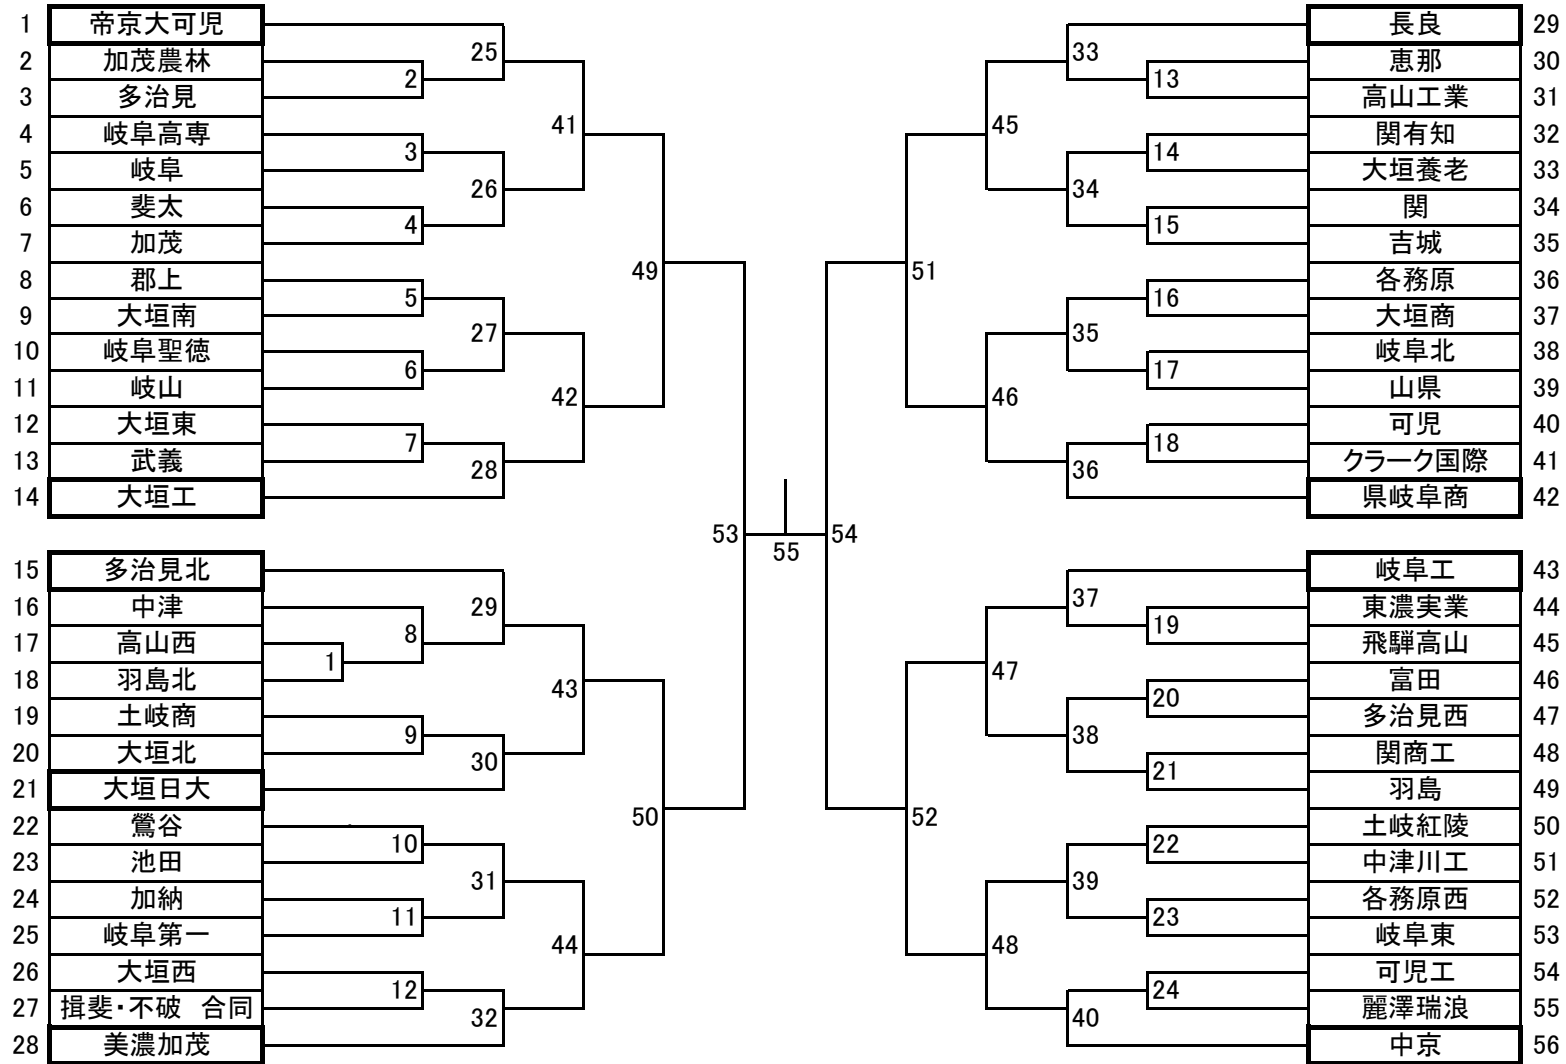 1 帝京大可児
2 加茂農林
3 多治見
4 岐阜高専
5 岐阜
6 斐太
7 加茂
8 郡上
9 大垣南
10 岐阜聖徳
11 岐山
12 大垣東
13 武義
14 大垣工
15 多治見北
16 中津
17 高山西
18 羽島北
19 土岐商
20 大垣北
21 大垣日大
22 鶯谷
23 池田
24 加納
25 岐阜第一
26 大垣西
27 揖斐・不破 合同
28 美濃加茂
1
2
3
4
5
6
7
8
9
10
11
12
25
26
27
28
29
30
31
32
41
42
43
44
49
50
53
55
54
51
52
45
46
47
48
33
34
35
36
37
38
39
40
13
14
15
16
17
18
19
20
21
22
23
24
長良 29
恵那 30
高山工業 31
関有知 32
大垣養老 33
関 34
吉城 35
各務原 36
大垣商 37
岐阜北 38
山県 39
可児 40
クラーク国際 41
県岐阜商 42
岐阜工 43
東濃実業 44
飛騨高山 45
富田 46
多治見西 47
関商工 48
羽島 49
土岐紅陵 50
中津川工 51
各務原西 52
岐阜東 53
可児工 54
麗澤瑞浪 55
中京 56